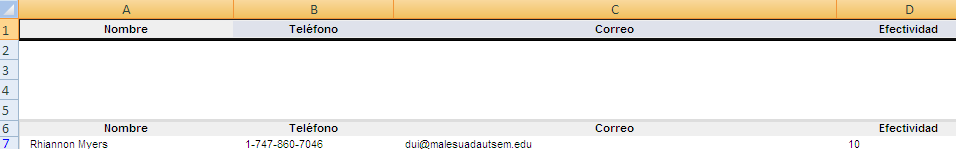 A B C D
1 Nombre Teléfono Correo Efectividad
2
3
4
5
6 Nombre Teléfono Correo Efectividad
7 Rhiannon Myers 1-747-860-7046 dui@malesuadautsem.edu 10